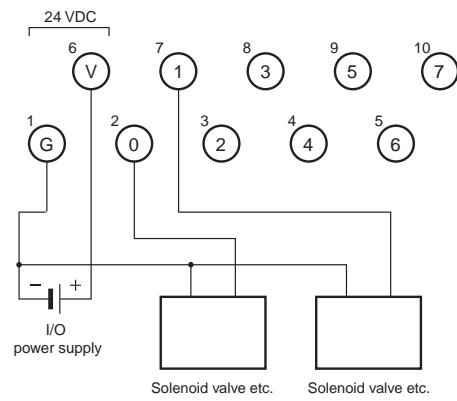 24 VDC
6 7 8 9 10
V 1 3 5 7
1 2 3 4 5
G 0 2 4 6
− +
I/O
power supply
Solenoid valve etc. Solenoid valve etc.